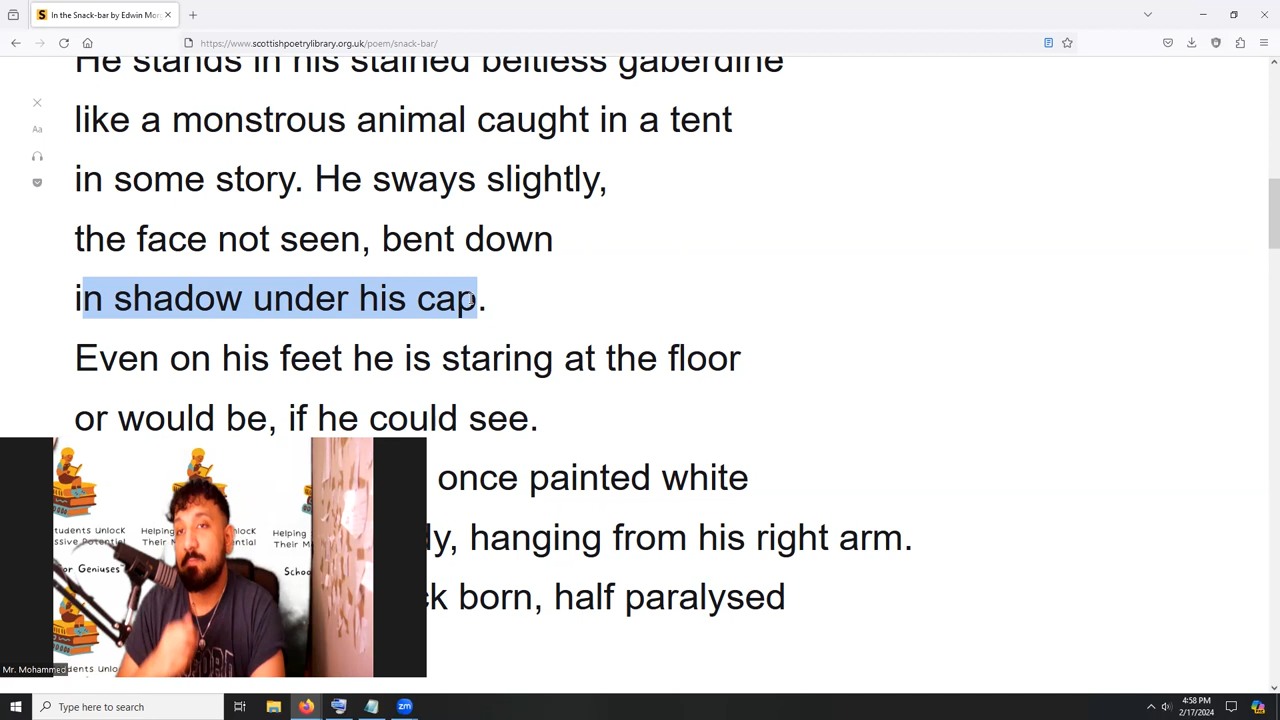 In the Snack-bar by Edwin Mor
https://www.scottishpoetrylibrary.org.uk/poem/snack-bar/
He stands in his stained beltless gaberdine
like a monstrous animal caught in a tent
in some story. He sways slightly,
the face not seen, bent down
in shadow under his cap.
Even on his feet he is staring at the floor
or would be, if he could see.
once painted white
hanging from his right arm.
born, half paralysed
Aa
Helping
Helping
Their M
Their M
Geniuses
Schoo
Mr. Mohammed
Type here to search
4:58 PM
2/17/2024